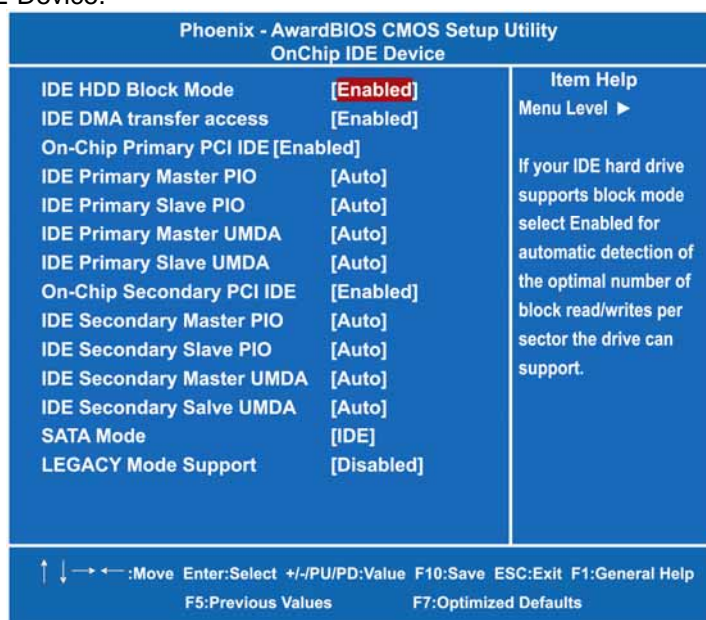 E Device.
Phoenix - AwardBIOS CMOS Setup Utility
OnChip IDE Device
IDE HDD Block Mode [Enabled]
IDE DMA transfer access [Enabled]
On-Chip Primary PCI IDE [Enabled]
IDE Primary Master PIO [Auto]
IDE Primary Slave PIO [Auto]
IDE Primary Master UMDA [Auto]
IDE Primary Slave UMDA [Auto]
On-Chip Secondary PCI IDE [Enabled]
IDE Secondary Master PIO [Auto]
IDE Secondary Slave PIO [Auto]
IDE Secondary Master UMDA [Auto]
IDE Secondary Salve UMDA [Auto]
SATA Mode [IDE]
LEGACY Mode Support [Disabled]
Item Help
Menu Level ►
If your IDE hard drive
supports block mode
select Enabled for
automatic detection of
the optimal number of
block read/writes per
sector the drive can
support.
↑ ↓ → ← :Move Enter:Select +/-/PU/PD:Value F10:Save ESC:Exit F1:General Help
F5:Previous Values F7:Optimized Defaults